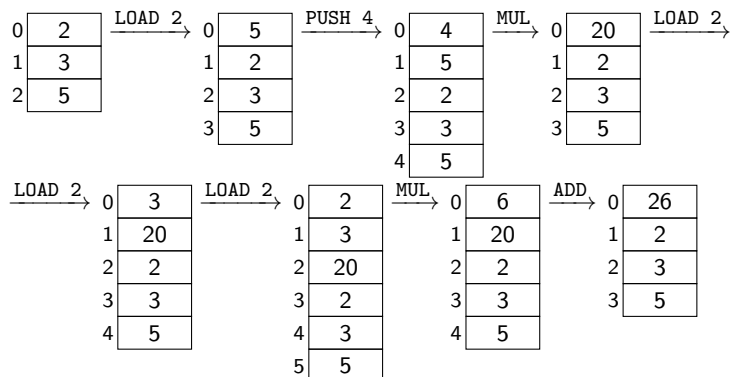 0 2 LOAD 2 0 5 PUSH 4 0 4 MUL 0 20 LOAD 2
1 3 1 2 1 5 1 2
2 5 2 3 2 2 2 3
3 5 3 3 3 5
4 5
LOAD 2 0 3 LOAD 2 0 2 MUL 0 6 ADD 0 26
1 20 1 3 1 20 1 2
2 2 2 20 2 2 2 3
3 3 3 2 3 3 3 5
4 5 4 3 4 5
5 5